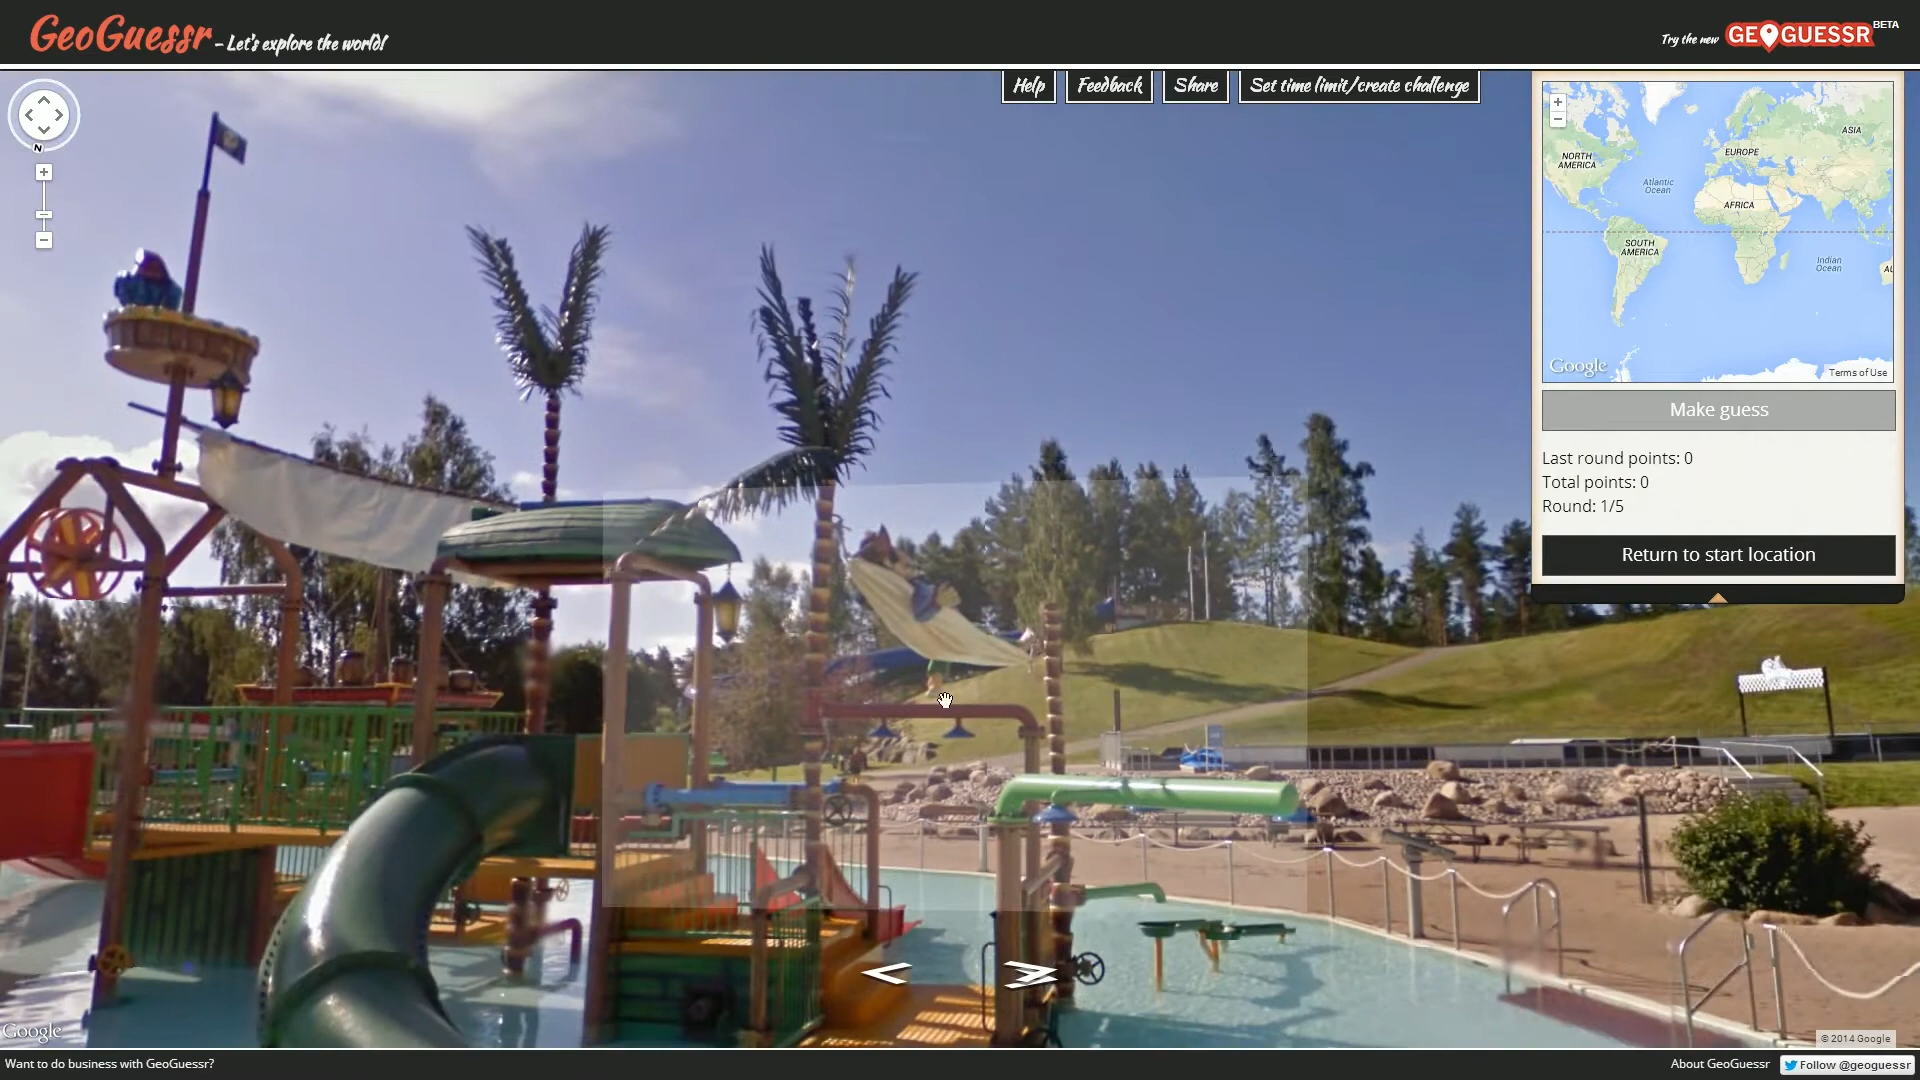 GeoGuessr - Let's explore the world!
Try the new GEOGUESSR BETA
Help
Feedback
Share
Set time limit/create challenge
N
+
−
+
−
NORTH AMERICA
EUROPE
ASIA
Atlantic Ocean
AFRICA
SOUTH AMERICA
Indian Ocean
AU
Google
Terms of Use
Make guess
Last round points: 0
Total points: 0
Round: 1/5
Return to start location
Google
© 2014 Google
Want to do business with GeoGuessr?
About GeoGuessr
Follow @geoguessr